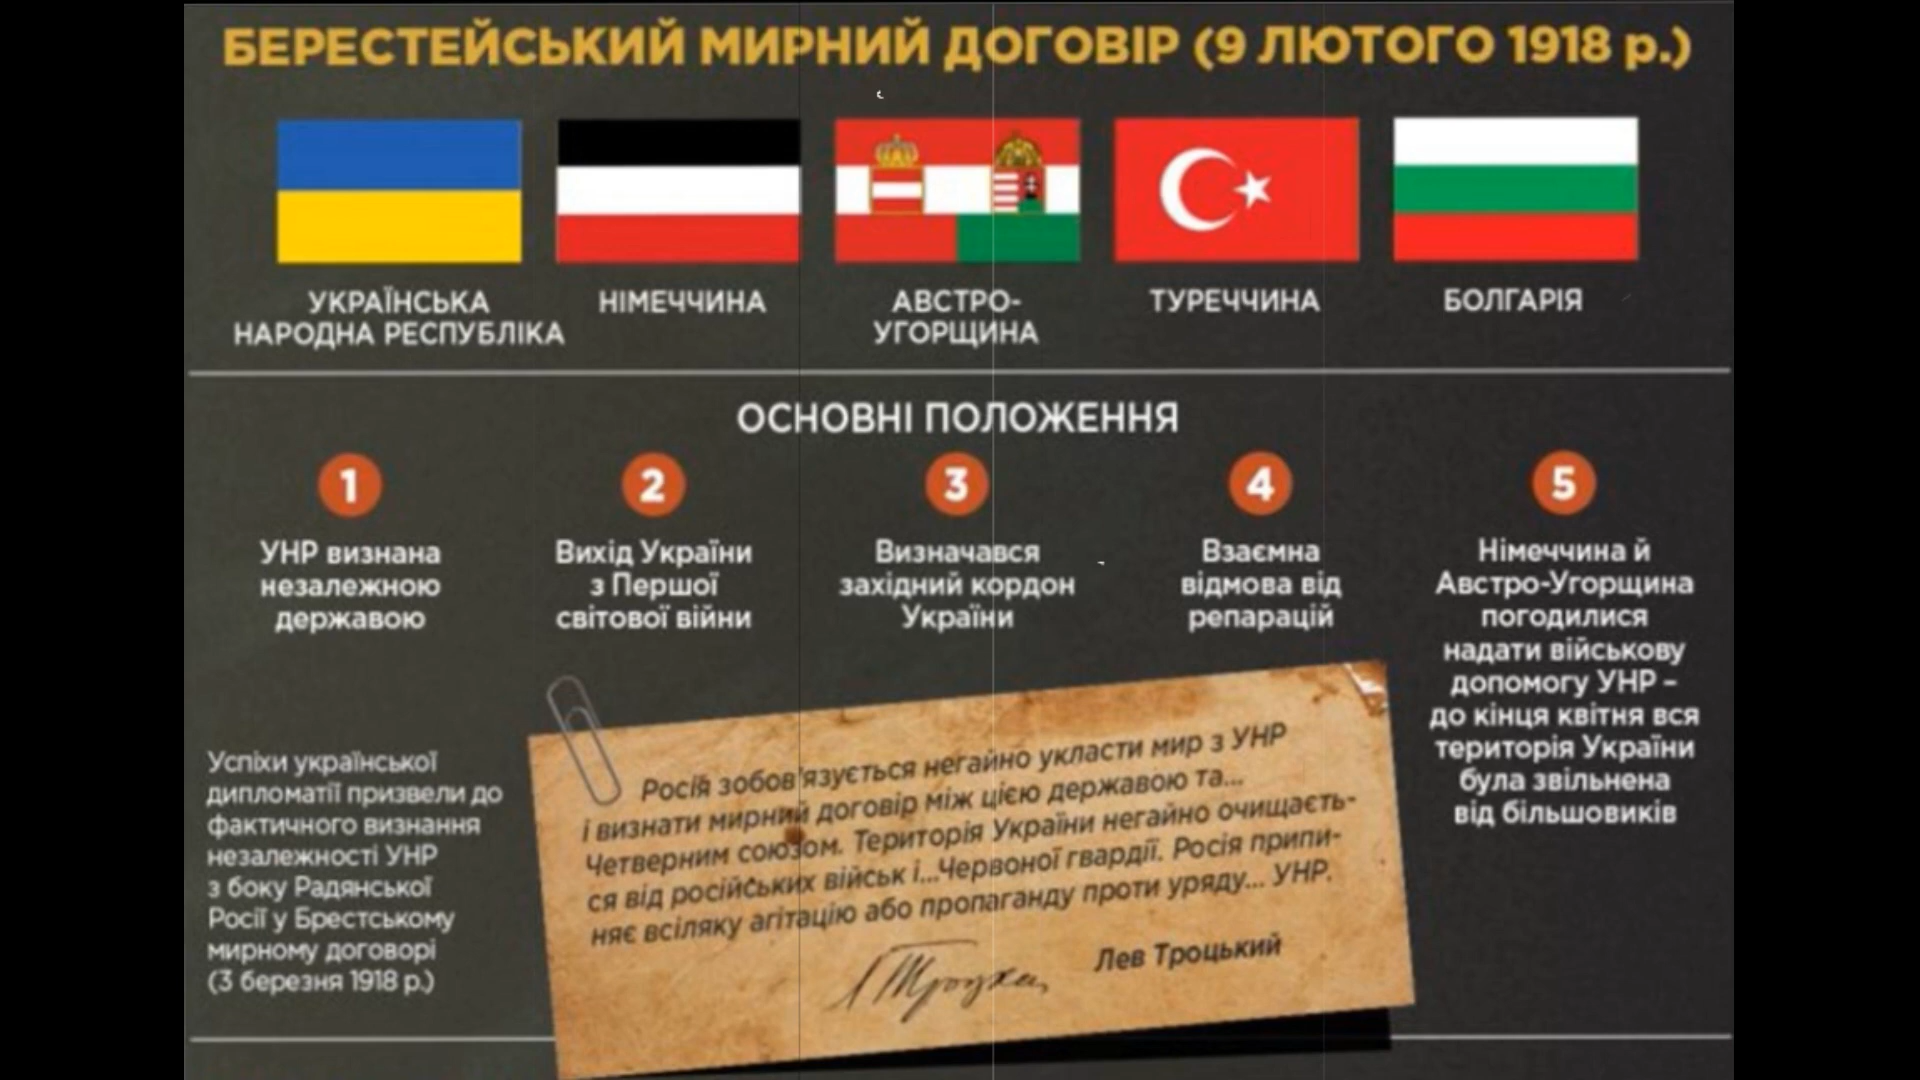 БЕРЕСТЕЙСЬКИЙ МИРНИЙ ДОГОВІР (9 ЛЮТОГО 1918 р.)
УКРАЇНСЬКА
НАРОДНА РЕСПУБЛІКА
НІМЕЧЧИНА
АВСТРО-
УГОРЩИНА
ТУРЕЧЧИНА
БОЛГАРІЯ
ОСНОВНІ ПОЛОЖЕННЯ
1
УНР визнана
незалежною
державою
2
Вихід України
з Першої
світової війни
3
Визначався
західний кордон
України
4
Взаємна
відмова від
репарацій
5
Німеччина й
Австро-Угорщина
погодилися
надати військову
допомогу УНР –
до кінця квітня вся
територія України
була звільнена
від більшовиків
Успіхи української
дипломатії призвели до
фактичного визнання
незалежності УНР
з боку Радянської
Росії у Брестському
мирному договорі
(3 березня 1918 р.)
Росія зобов'язується негайно укласти мир з УНР
і визнати мирний договір між цією державою та...
Четверним союзом. Територія України негайно очищаєть-
ся від російських військ і...Червоної гвардії. Росія припи-
няє всіляку агітацію або пропаганду проти уряду... УНР.
Лев Троцький